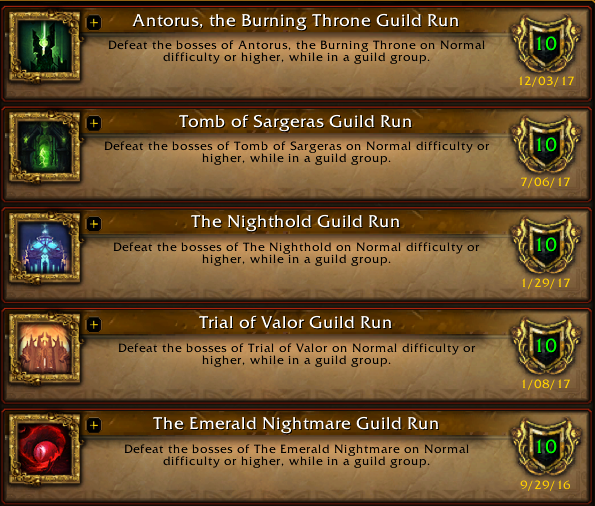 Antorus, the Burning Throne Guild Run
Defeat the bosses of Antorus, the Burning Throne on Normal
difficulty or higher, while in a guild group.
10
12/03/17
Tomb of Sargeras Guild Run
Defeat the bosses of Tomb of Sargeras on Normal difficulty or
higher, while in a guild group.
10
7/06/17
The Nighthold Guild Run
Defeat the bosses of The Nighthold on Normal difficulty or
higher, while in a guild group.
10
1/29/17
Trial of Valor Guild Run
Defeat the bosses of Trial of Valor on Normal difficulty or
higher, while in a guild group.
10
1/08/17
The Emerald Nightmare Guild Run
Defeat the bosses of The Emerald Nightmare on Normal
difficulty or higher, while in a guild group.
10
9/29/16